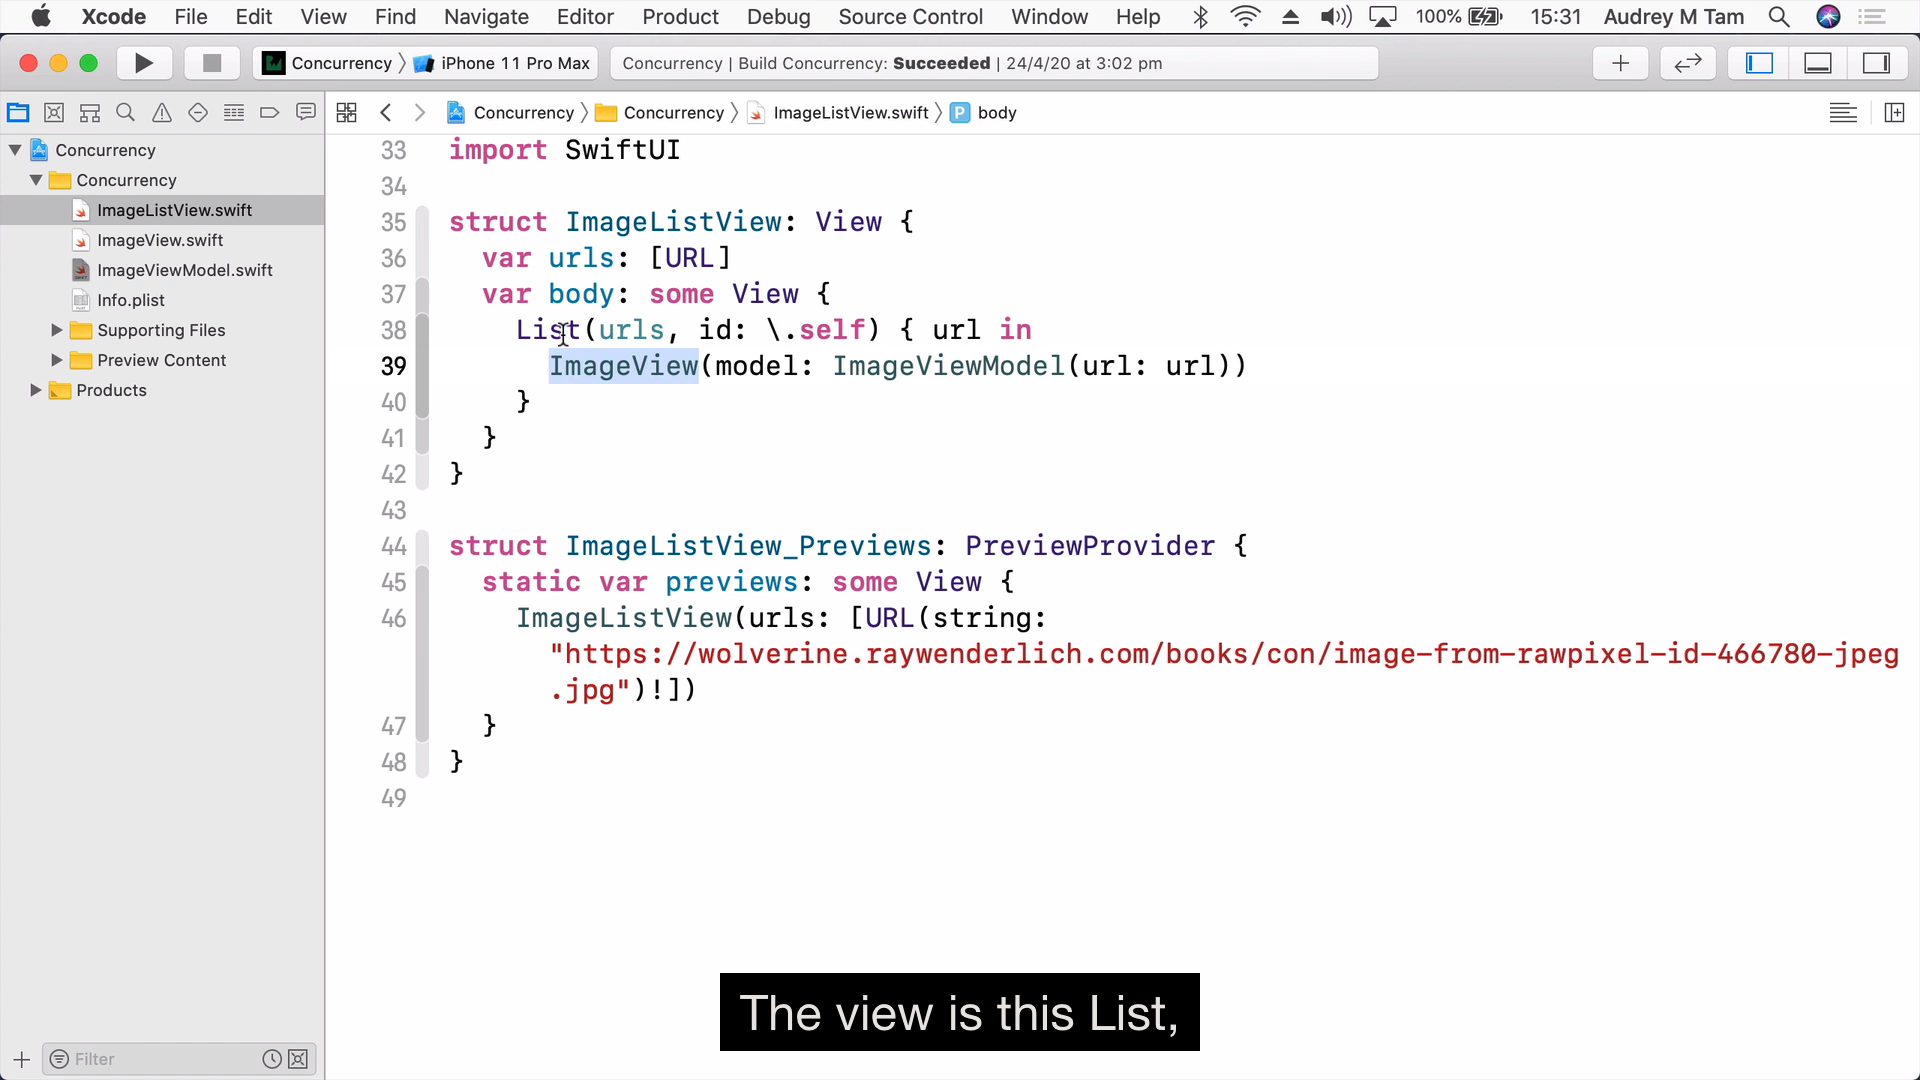 Xcode File Edit View Find Navigate Editor Product Debug Source Control Window Help 100% 15:31 Audrey M Tam
Concurrency 〉 iPhone 11 Pro Max
Concurrency | Build Concurrency: Succeeded | 24/4/20 at 3:02 pm
Concurrency 〉 Concurrency 〉 ImageListView.swift 〉 P body
Concurrency
Concurrency
ImageListView.swift
ImageView.swift
ImageViewModel.swift
Info.plist
Supporting Files
Preview Content
Products
Filter
33 import SwiftUI
34
35 struct ImageListView: View {
36 var urls: [URL]
37 var body: some View {
38 List(urls, id: \.self) { url in
39 ImageView(model: ImageViewModel(url: url))
40 }
41 }
42 }
43
44 struct ImageListView_Previews: PreviewProvider {
45 static var previews: some View {
46 ImageListView(urls: [URL(string:
"https://wolverine.raywenderlich.com/books/con/image-from-rawpixel-id-466780-jpeg
.jpg")!])
47 }
48 }
49
The view is this List,